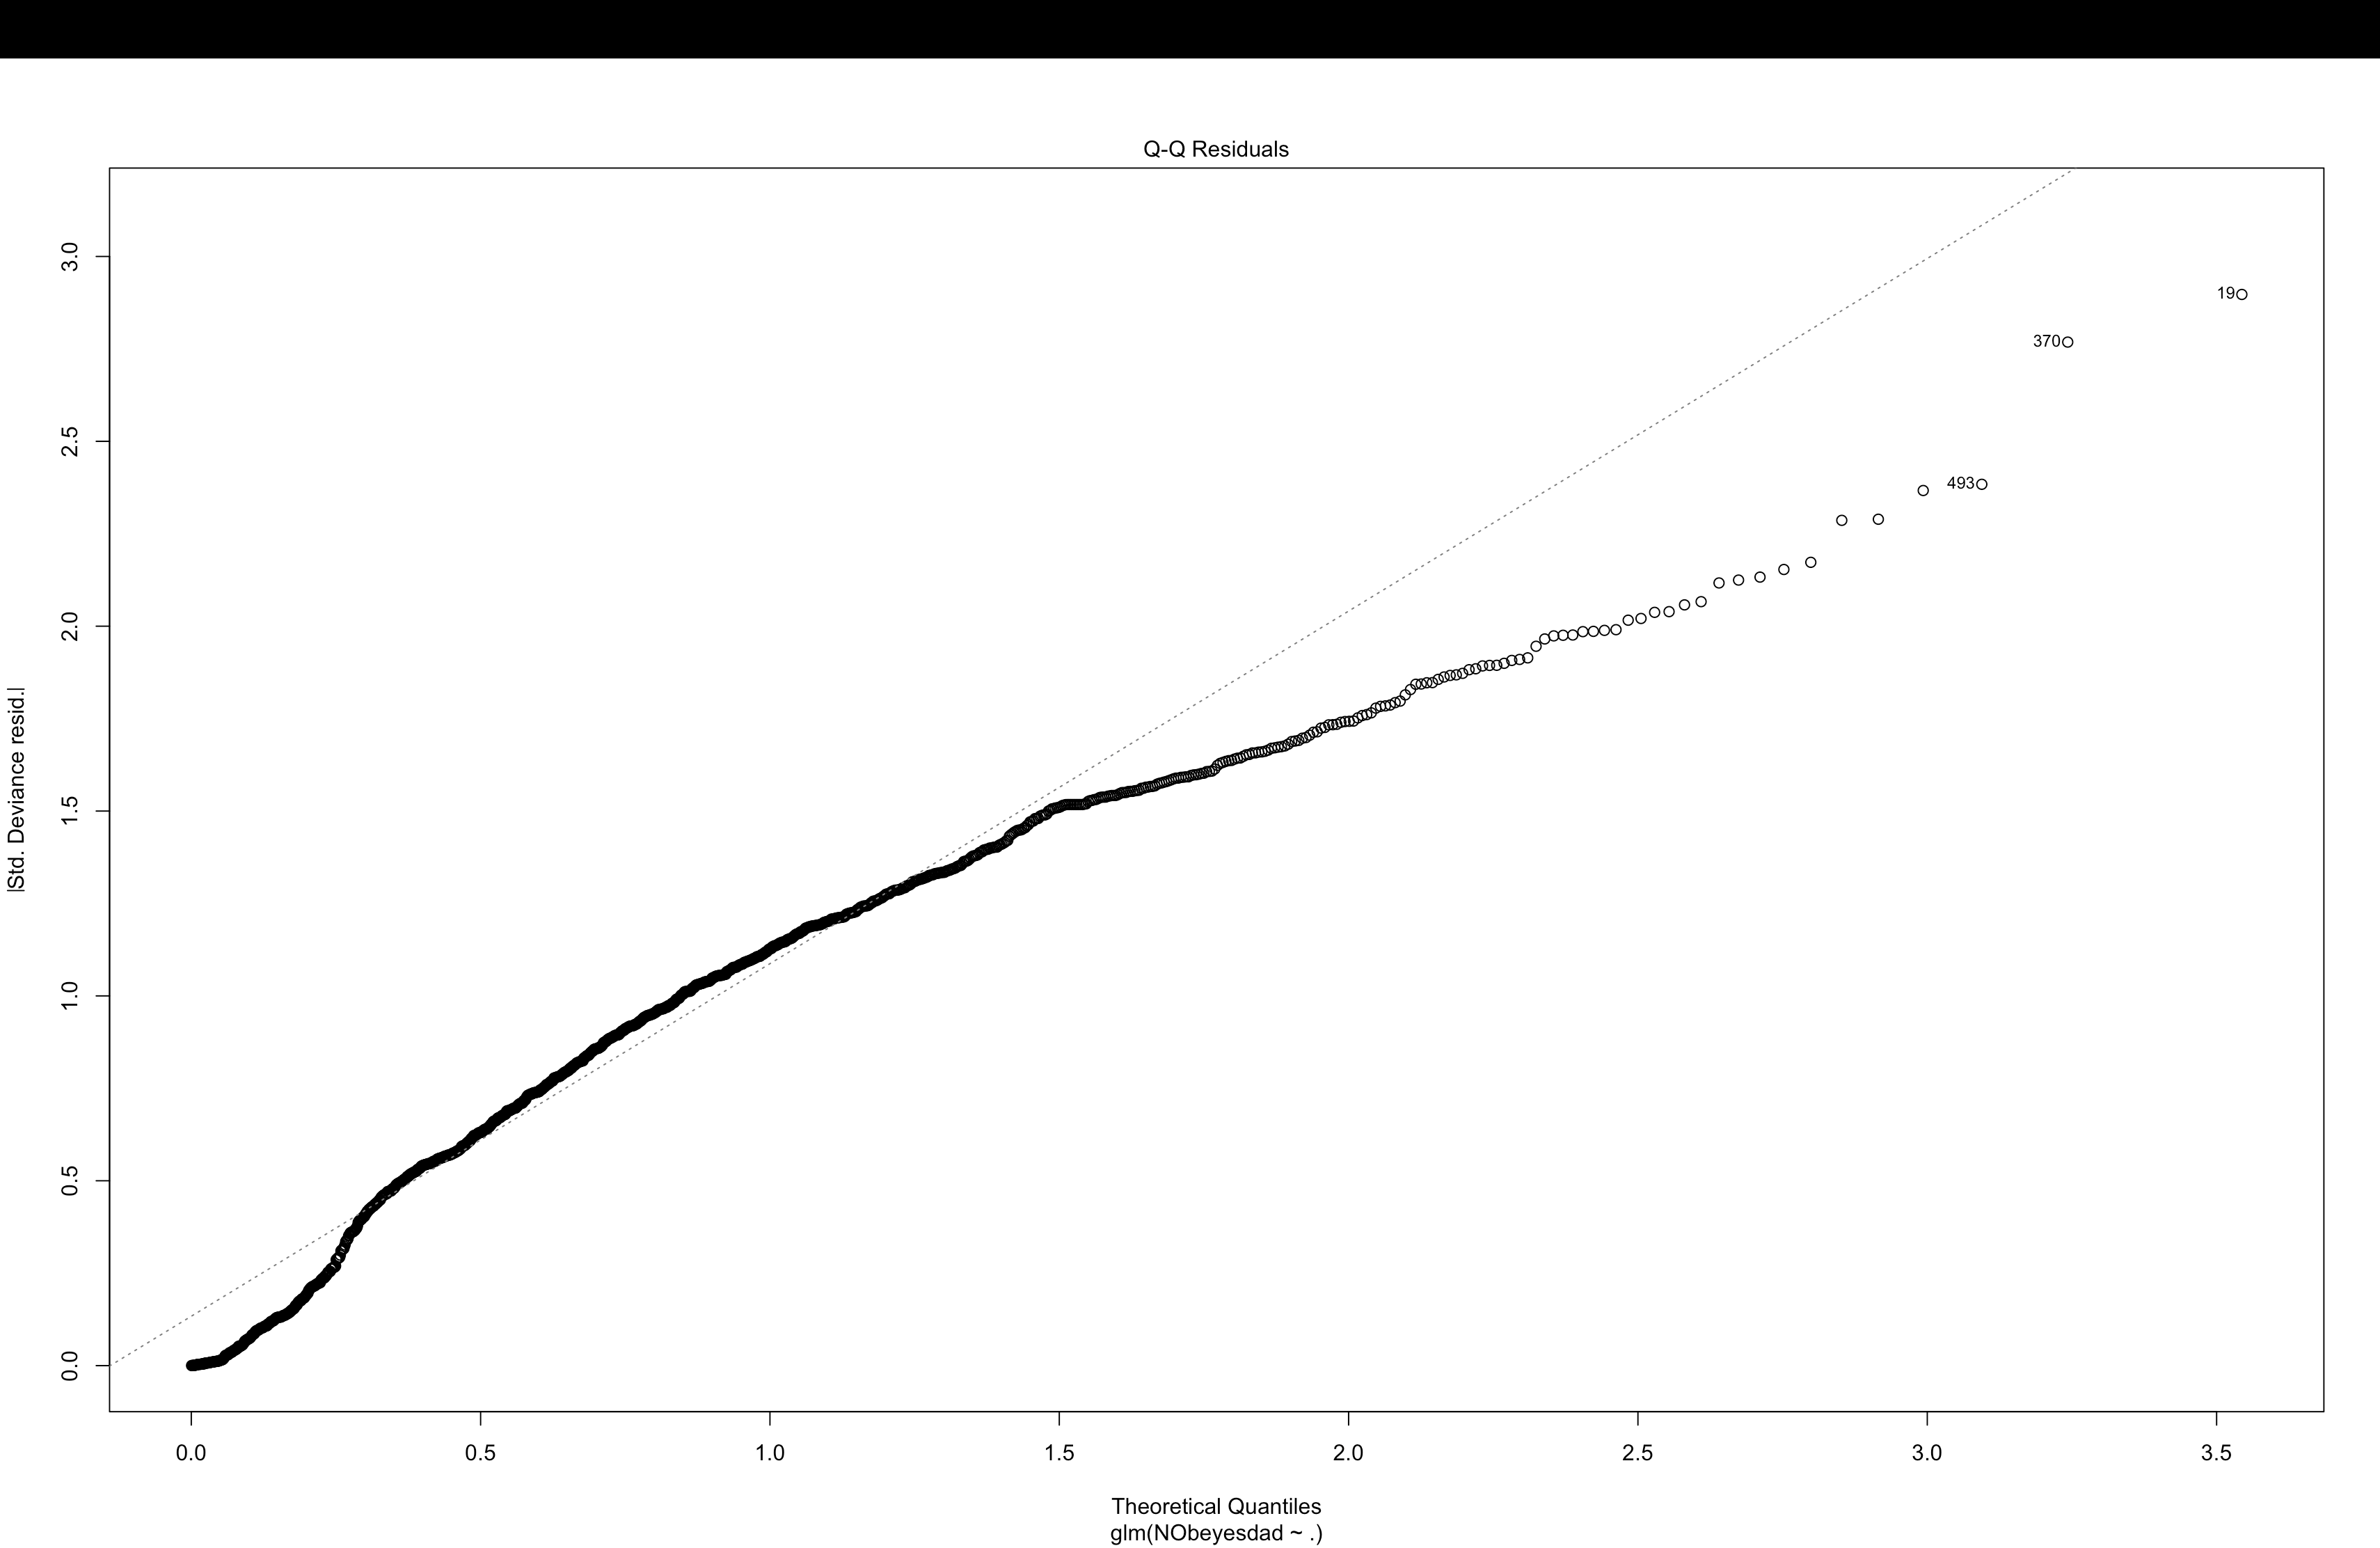 Q-Q Residuals
|Std. Deviance resid.|
3.0
2.5
2.0
1.5
1.0
0.5
0.0
19
370
493
0.0 0.5 1.0 1.5 2.0 2.5 3.0 3.5
Theoretical Quantiles
glm(NObeyesdad ~ .)